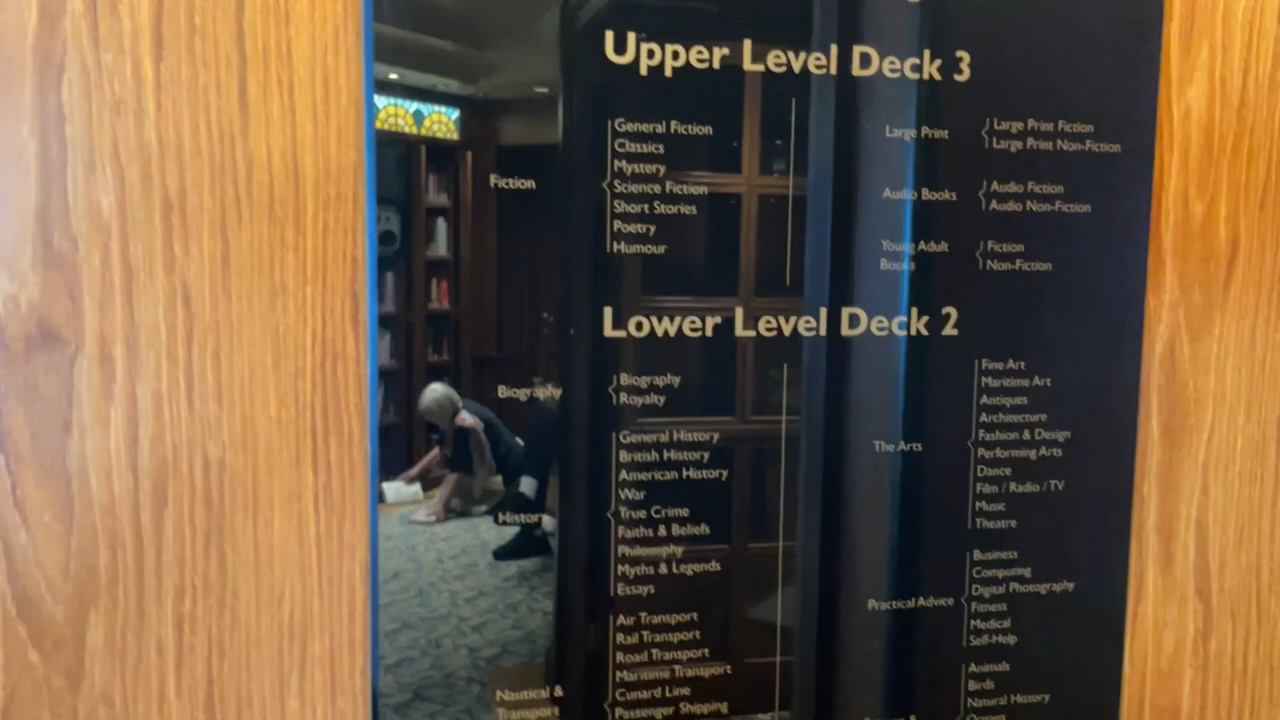 Upper Level Deck 3
Fiction
General Fiction
Classics
Mystery
Science Fiction
Short Stories
Poetry
Humour
Large Print
Large Print Fiction
Large Print Non-Fiction
Audio Books
Audio Fiction
Audio Non-Fiction
Young Adult
Books
Fiction
Non-Fiction
Lower Level Deck 2
Biography
Biography
Royalty
History
General History
British History
American History
War
True Crime
Faiths & Beliefs
Philosophy
Myths & Legends
Essays
Nautical &
Transport
Air Transport
Rail Transport
Road Transport
Maritime Transport
Cunard Line
Passenger Shipping
The Arts
Fine Art
Maritime Art
Antiques
Architecture
Fashion & Design
Performing Arts
Dance
Film / Radio / TV
Music
Theatre
Practical Advice
Business
Computing
Digital Photography
Fitness
Medical
Self-Help
Animals
Birds
Natural History